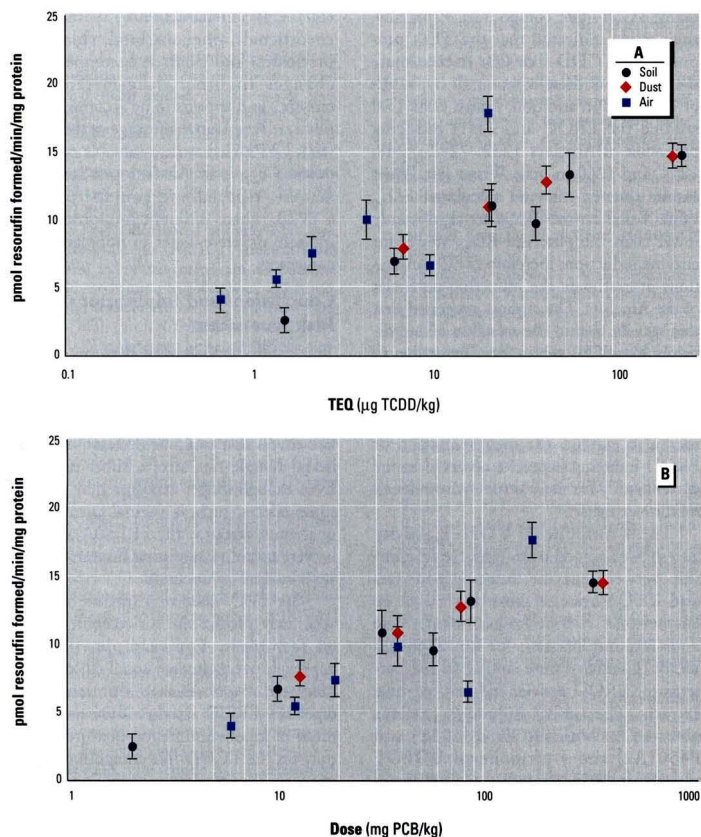 25
20
15
10
5
0
pmol resorufin formed/min/mg protein
A
Soil
Dust
Air
0.1
1
10
100
TEQ (µg TCDD/kg)
25
20
15
10
5
0
pmol resorufin formed/min/mg protein
B
1
10
100
1000
Dose (mg PCB/kg)